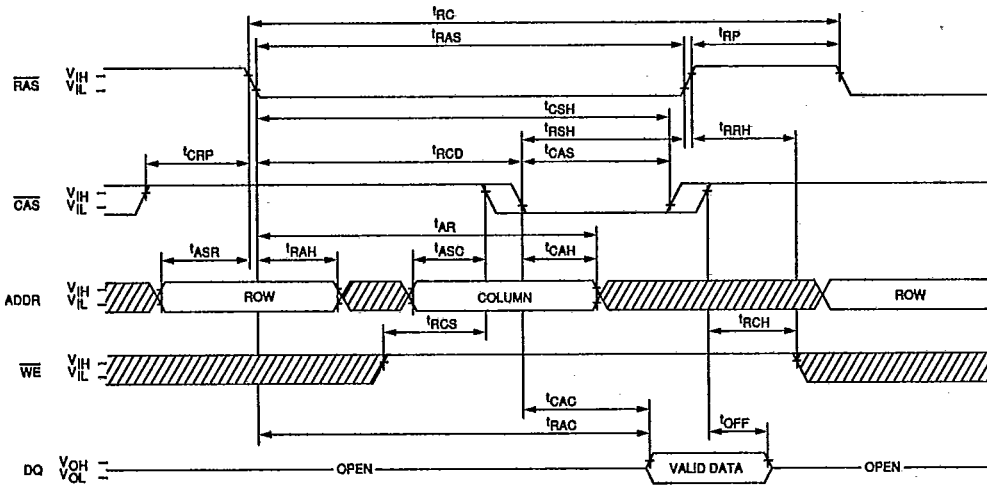 tRC
tRAS
tRP
RAS VIH VIL
tCSH
tRSH
tRRH
tCRP
tRCD
tCAS
CAS VIH VIL
tAR
tASR
tRAH
tASC
tCAH
ADDR VIH VIL ROW COLUMN ROW
tRCS
tRCH
WE VIH VIL
tCAC
tRAC
tOFF
DQ VOH VOL OPEN VALID DATA OPEN